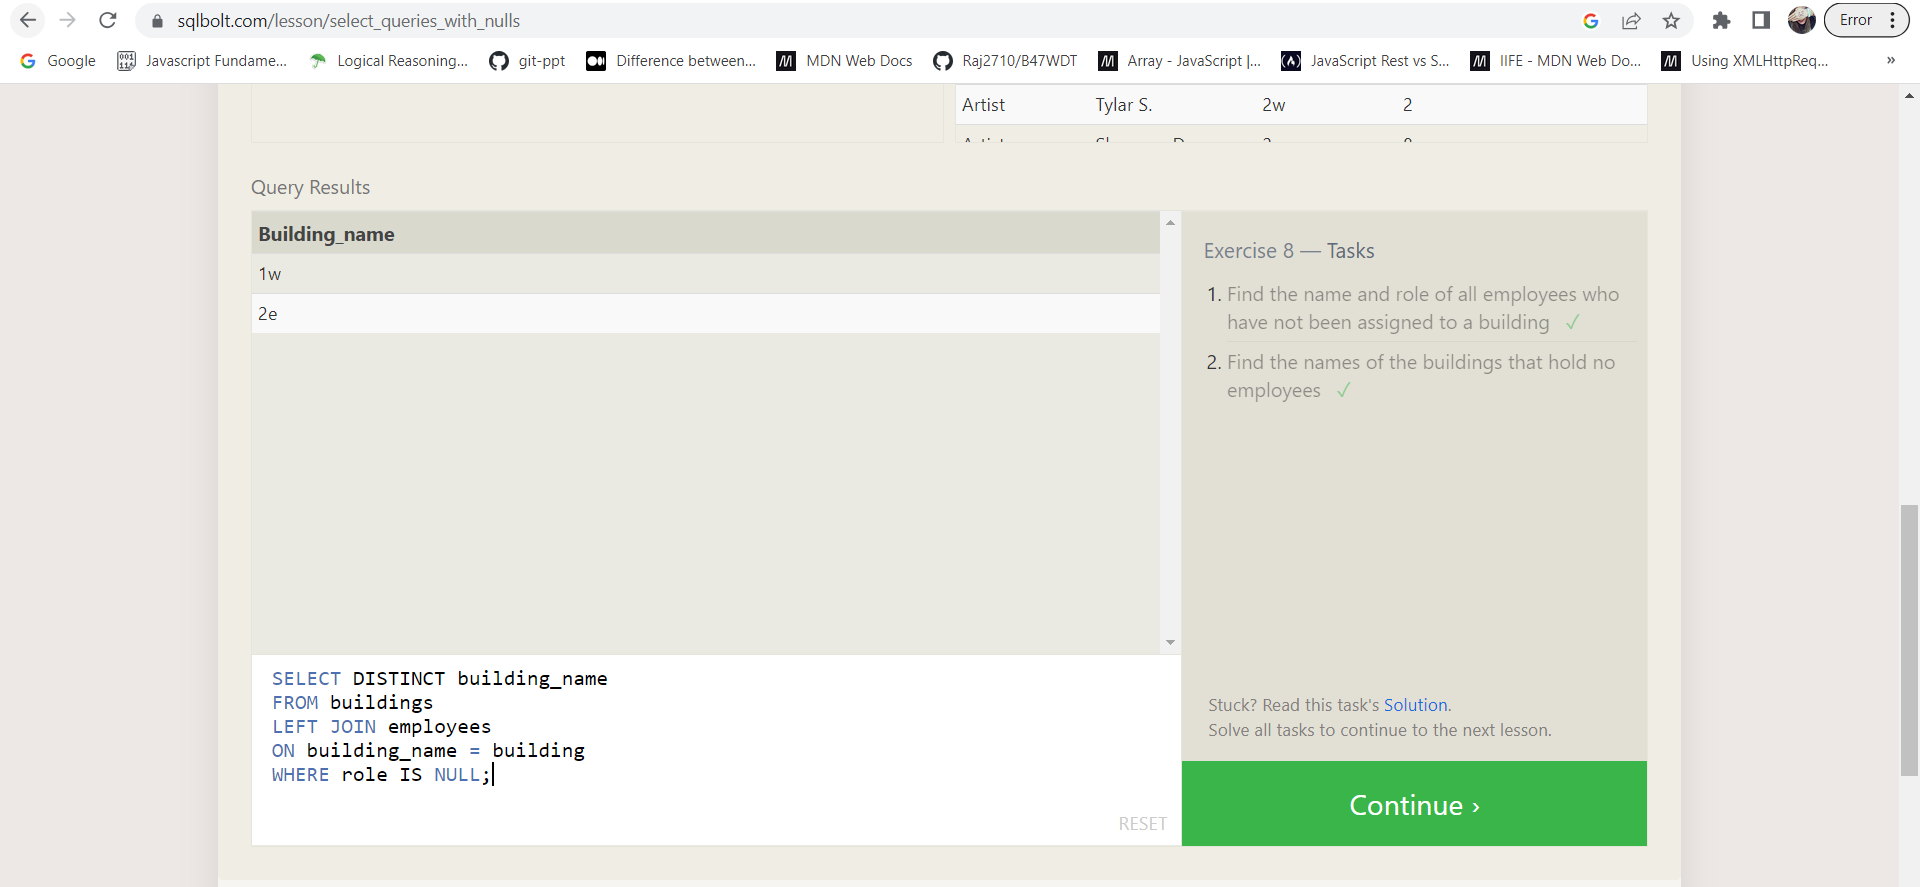 sqlbolt.com/lesson/select_queries_with_nulls
Error
Google
Javascript Fundame...
Logical Reasoning...
git-ppt
Difference between...
MDN Web Docs
Raj2710/B47WDT
Array - JavaScript |...
JavaScript Rest vs S...
IIFE - MDN Web Do...
Using XMLHttpReq...
»
Artist Tylar S. 2w 2
Query Results
Building_name
1w
2e
Exercise 8 — Tasks
1. Find the name and role of all employees who
have not been assigned to a building ✓
2. Find the names of the buildings that hold no
employees ✓
SELECT DISTINCT building_name
FROM buildings
LEFT JOIN employees
ON building_name = building
WHERE role IS NULL;
RESET
Stuck? Read this task's Solution.
Solve all tasks to continue to the next lesson.
Continue ›